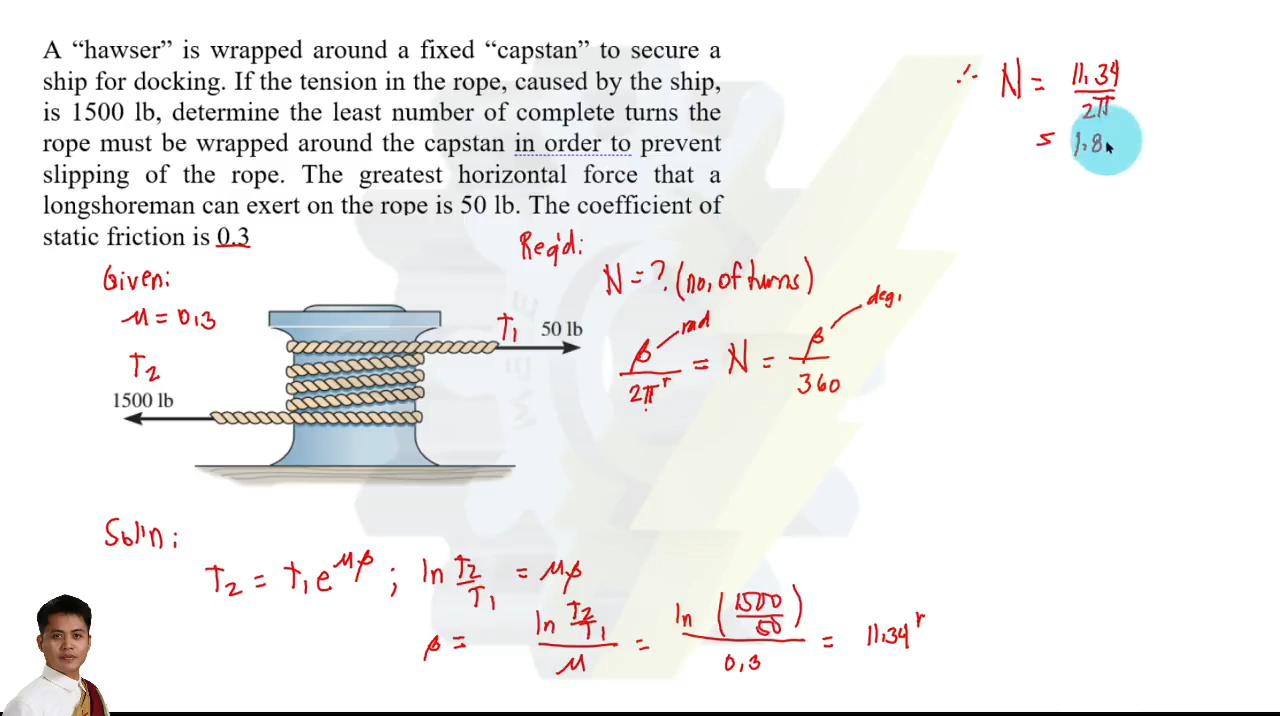 A “hawser” is wrapped around a fixed “capstan” to secure a
ship for docking. If the tension in the rope, caused by the ship,
is 1500 lb, determine the least number of complete turns the
rope must be wrapped around the capstan in order to prevent
slipping of the rope. The greatest horizontal force that a
longshoreman can exert on the rope is 50 lb. The coefficient of
static friction is 0.3
∴ N = 11.34/2π
= 1.8
Given:
μ = 0.3
T2
1500 lb
T1
50 lb
Req'd:
N = ? (no. of turns)
β/2πʳ = N = β/360
rad
deg.
Sol'n:
T2 = T1 e^μβ ; ln T2/T1 = μβ
β = ln T2/T1 / μ = ln (1500/50) / 0.3 = 11.34ʳ